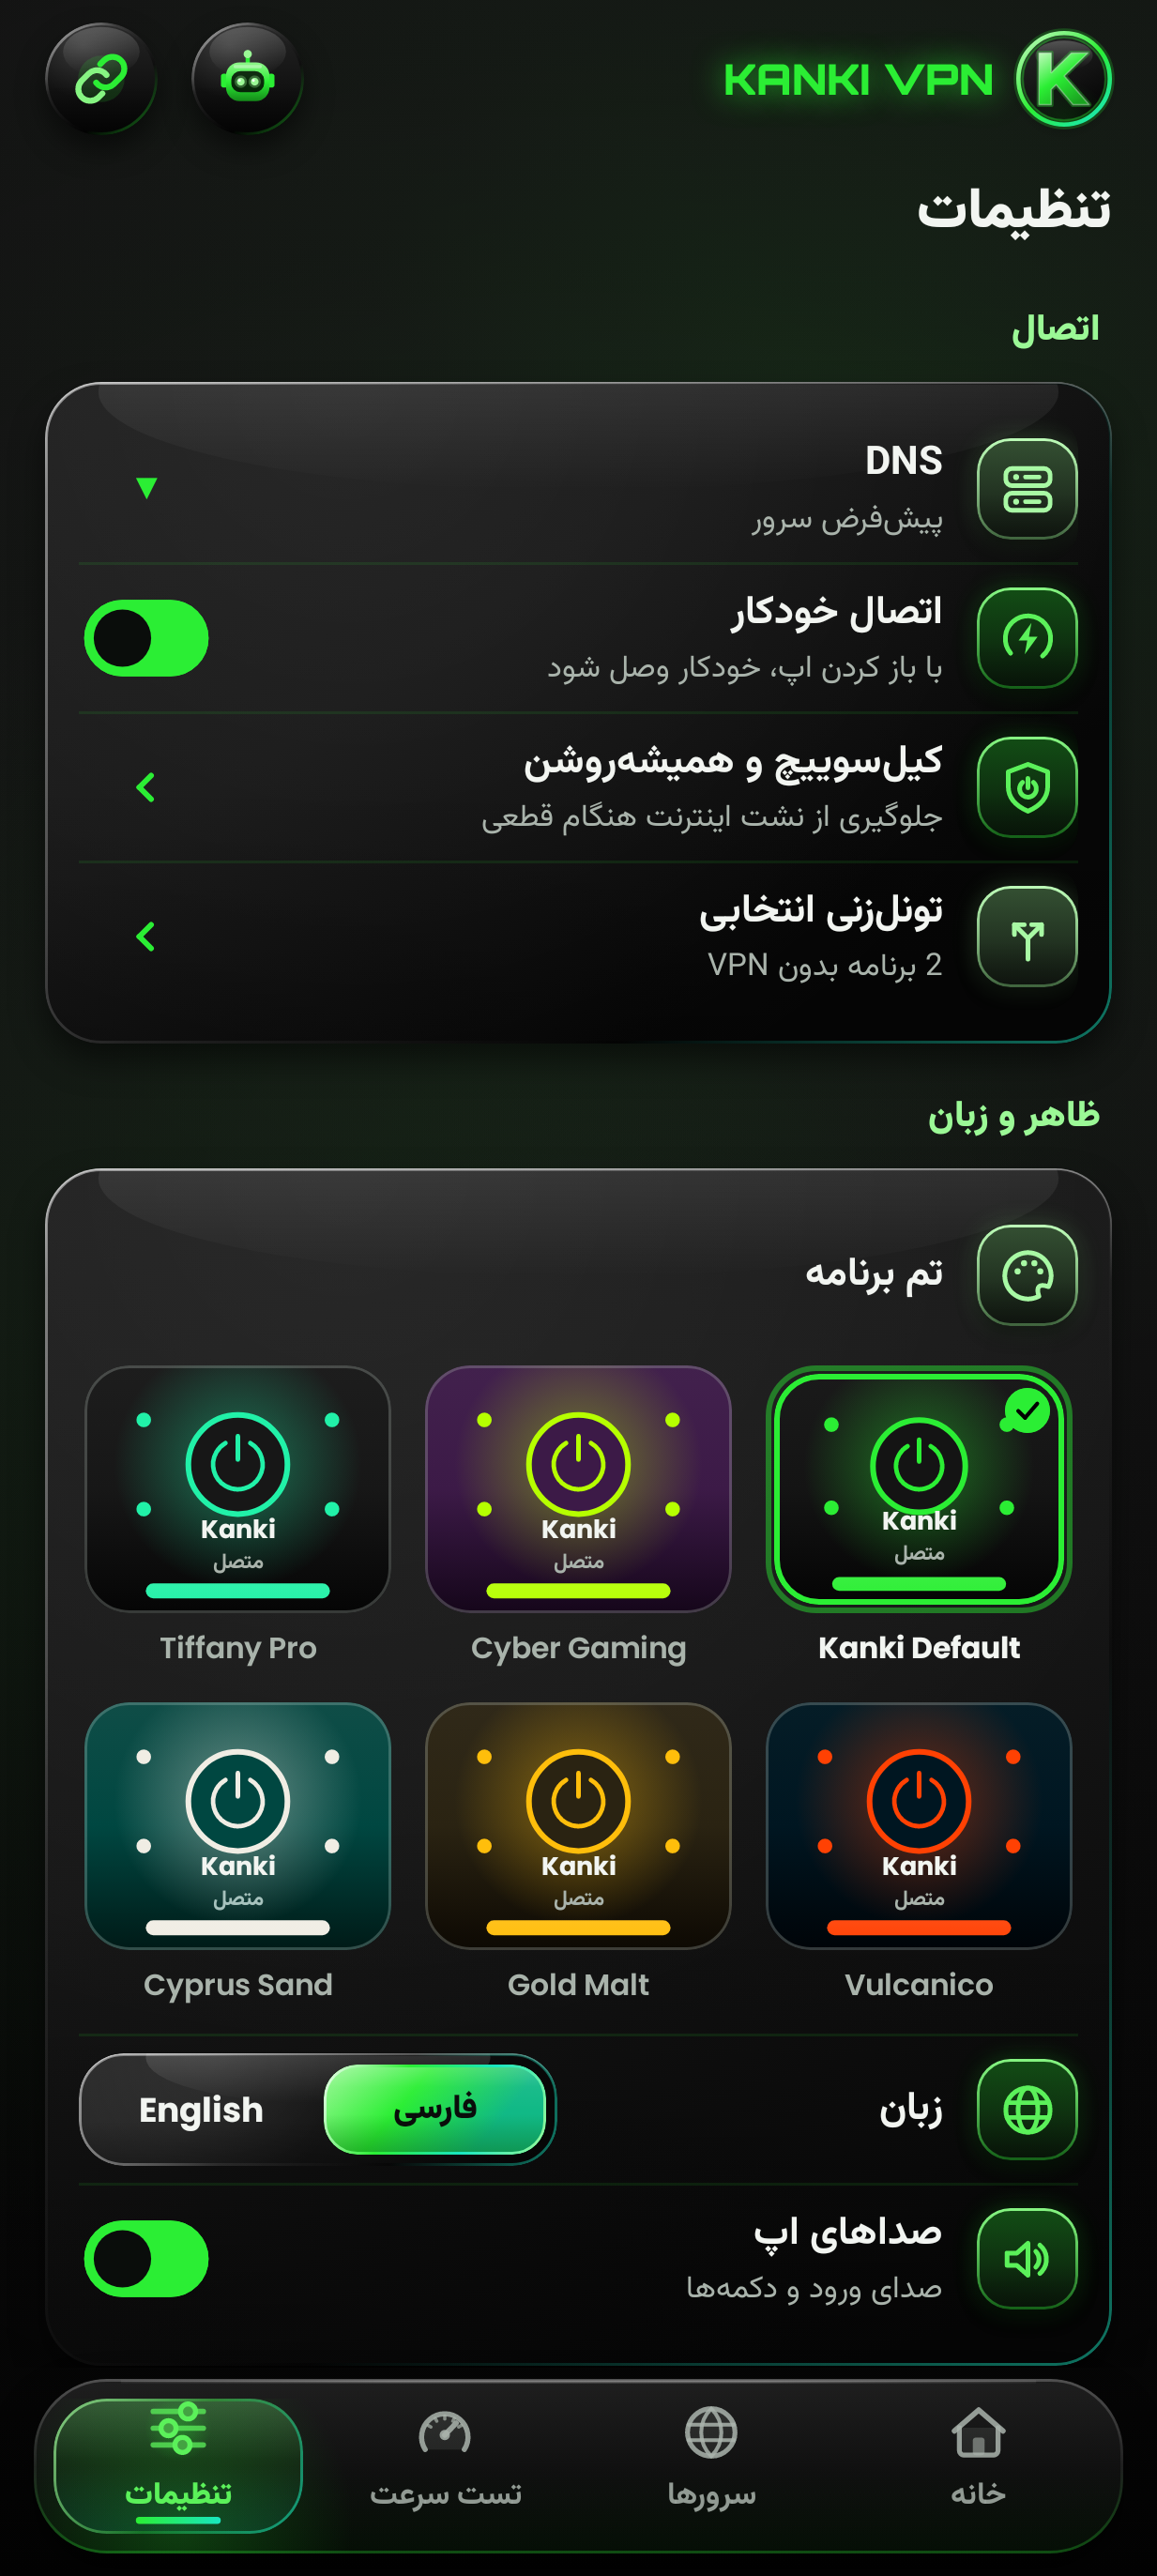 KANKI VPN
K
تنظیمات
اتصال
DNS
پیش‌فرض سرور
اتصال خودکار
با باز کردن اپ، خودکار وصل شود
کیل‌سوییچ و همیشه‌روشن
جلوگیری از نشت اینترنت هنگام قطعی
تونل‌زنی انتخابی
2 برنامه بدون VPN
ظاهر و زبان
تم برنامه
Kanki
متصل
Kanki Default
Kanki
متصل
Cyber Gaming
Kanki
متصل
Tiffany Pro
Kanki
متصل
Vulcanico
Kanki
متصل
Gold Malt
Kanki
متصل
Cyprus Sand
زبان
فارسی
English
صداهای اپ
صدای ورود و دکمه‌ها
خانه
سرورها
تست سرعت
تنظیمات